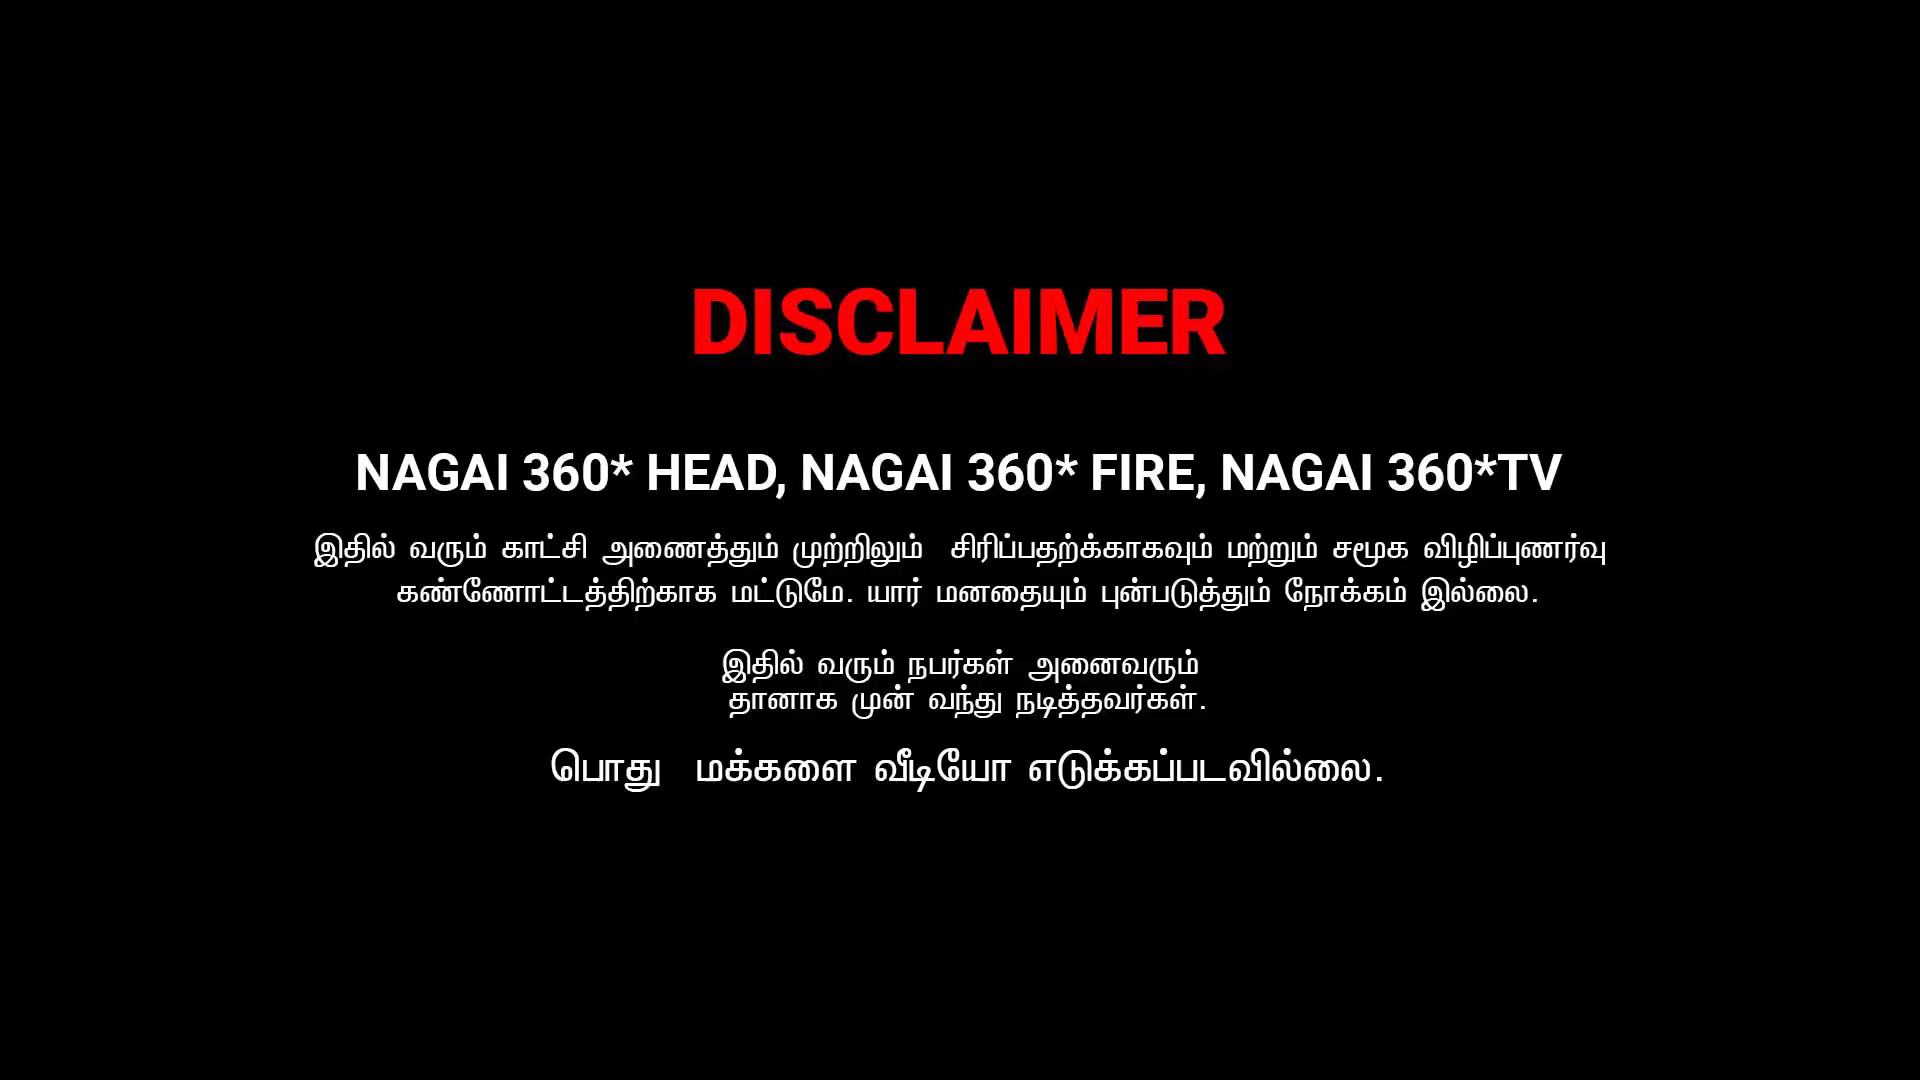 DISCLAIMER
NAGAI 360* HEAD, NAGAI 360* FIRE, NAGAI 360*TV
இதில் வரும் காட்சி அணைத்தும் முற்றிலும் சிரிப்பதற்க்காகவும் மற்றும் சமூக விழிப்புணர்வு
கண்ணோட்டத்திற்காக மட்டுமே. யார் மனதையும் புன்படுத்தும் நோக்கம் இல்லை.
இதில் வரும் நபர்கள் அனைவரும்
தானாக முன் வந்து நடித்தவர்கள்.
பொது மக்களை வீடியோ எடுக்கப்படவில்லை.